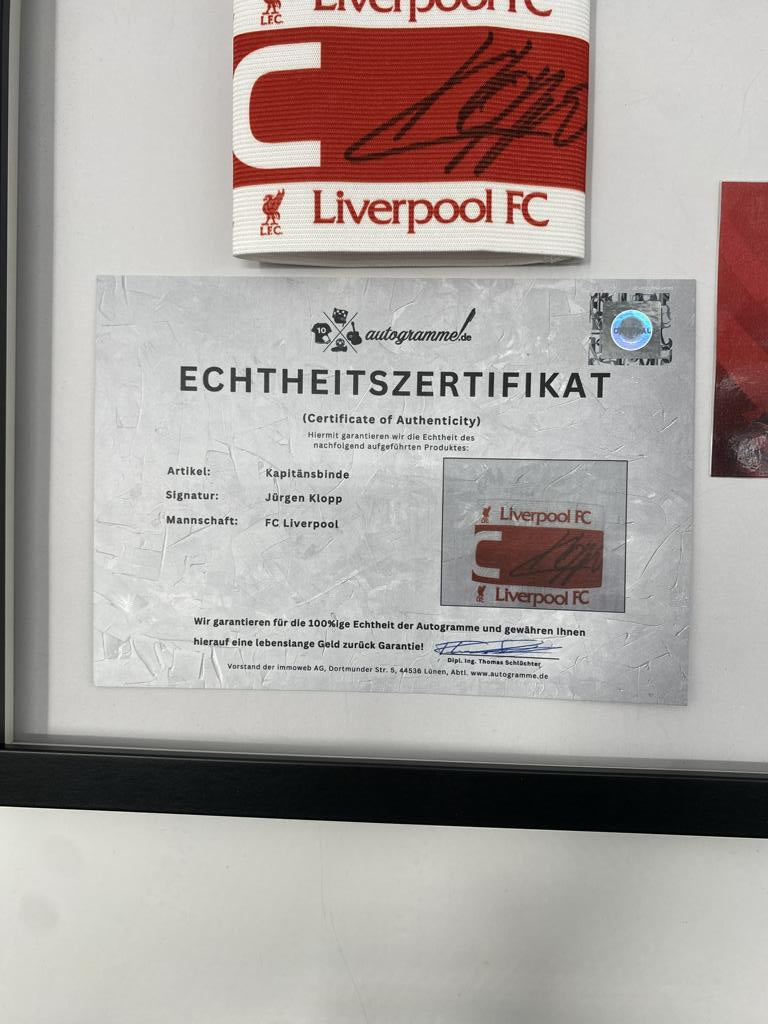 Liverpool FC
L.F.C.
C
Liverpool FC
L.F.C.
10
autogramme!.de
ORIGINAL
ECHTHEITSZERTIFIKAT
(Certificate of Authenticity)
Hiermit garantieren wir die Echtheit des
nachfolgend aufgeführten Produktes:
Artikel: Kapitänsbinde
Signatur: Jürgen Klopp
Mannschaft: FC Liverpool
Liverpool FC
C
Liverpool FC
Wir garantieren für die 100%ige Echtheit der Autogramme und gewähren Ihnen
hierauf eine lebenslange Geld zurück Garantie!
Dipl. Ing. Thomas Schlüchter,
Vorstand der immoweb AG, Dortmunder Str. 5, 44536 Lünen, Abtl. www.autogramme.de